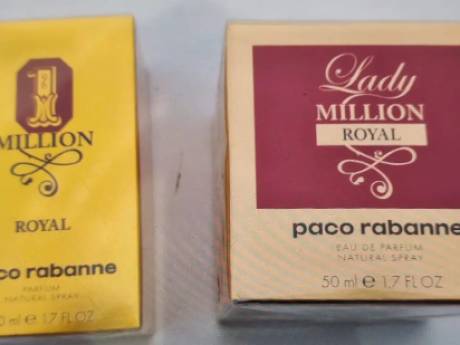 1
MILLION
ROYAL
co rabanne
PARFUM
NATURAL SPRAY
0 ml e 1.7 FL OZ
Lady
MILLION
ROYAL
paco rabanne
EAU DE PARFUM
NATURAL SPRAY
50 ml e 1.7 FL OZ